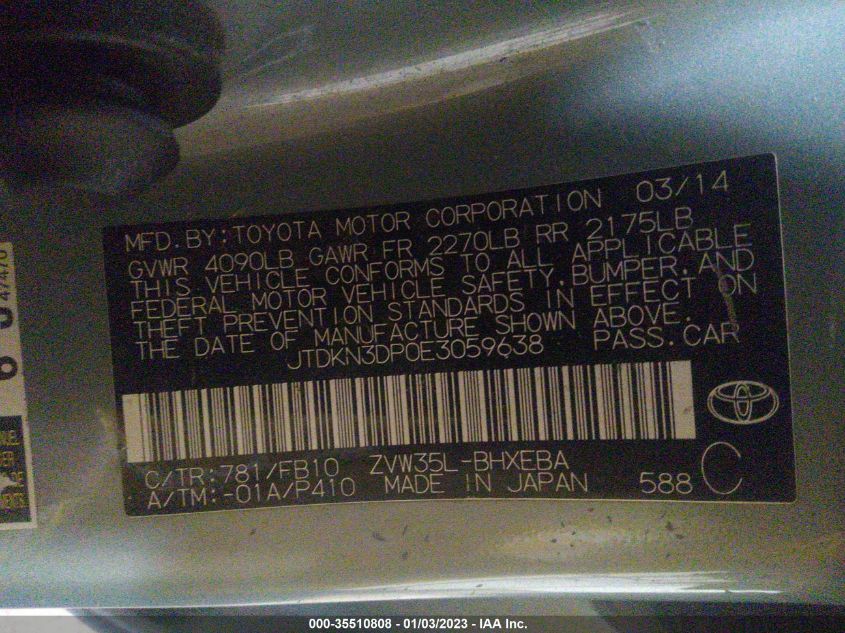 MFD. BY: TOYOTA MOTOR CORPORATION 03/14
GVWR 4090LB GAWR FR 2270LB RR 2175LB
THIS VEHICLE CONFORMS TO ALL APPLICABLE
FEDERAL MOTOR VEHICLE SAFETY, BUMPER, AND
THEFT PREVENTION STANDARDS IN EFFECT ON
THE DATE OF MANUFACTURE SHOWN ABOVE.
JTDKN3DP0E3059638 PASS. CAR
C/TR: 781/FB10 ZVW35L-BHXEBA
A/TM: -01A/P410 MADE IN JAPAN 588 C
000-35510808 - 01/03/2023 - IAA Inc.